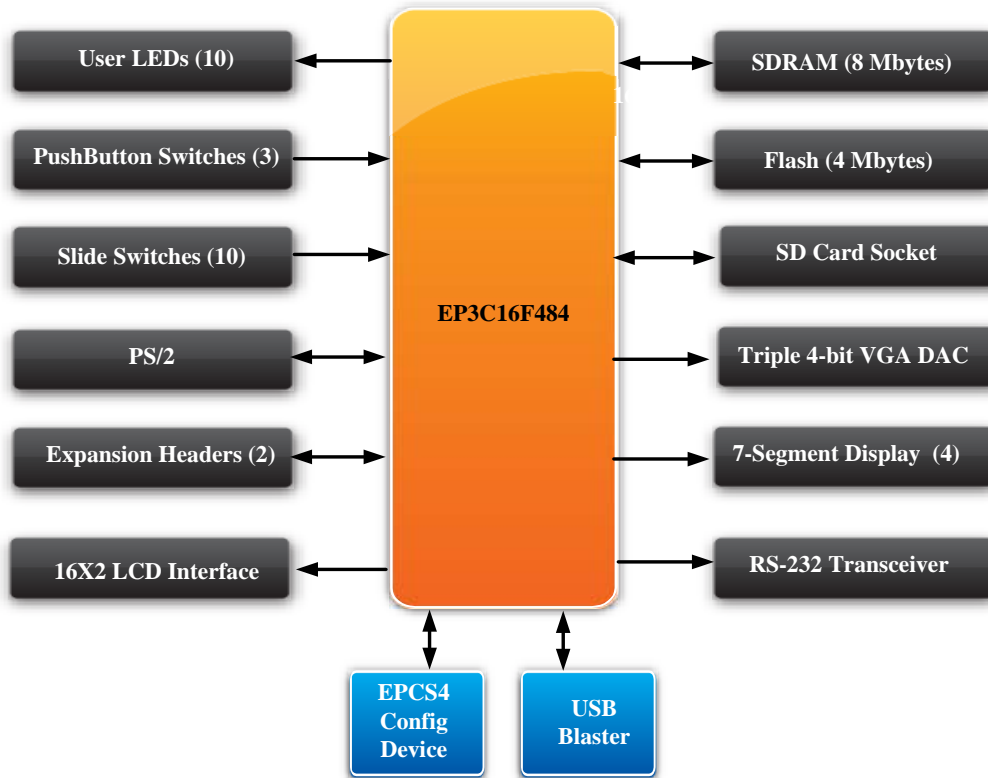 User LEDs (10)
PushButton Switches (3)
Slide Switches (10)
PS/2
Expansion Headers (2)
16X2 LCD Interface
EP3C16F484
SDRAM (8 Mbytes)
Flash (4 Mbytes)
SD Card Socket
Triple 4-bit VGA DAC
7-Segment Display (4)
RS-232 Transceiver
EPCS4
Config
Device
USB
Blaster